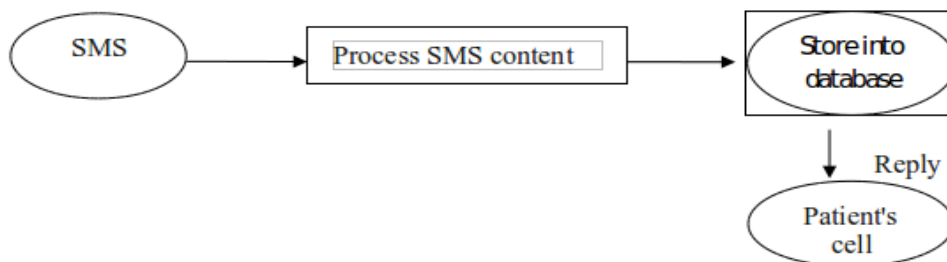 SMS
Process SMS content
Store into
database
Reply
Patient's
cell